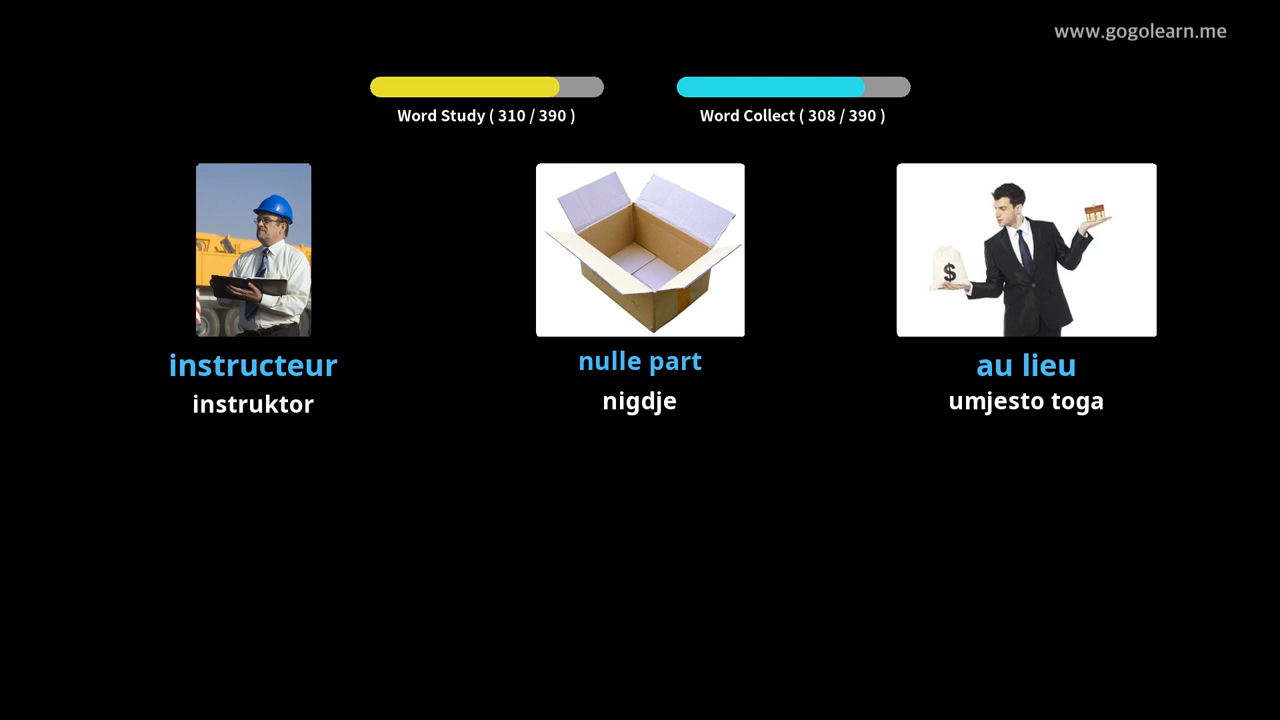 www.gogolearn.me
Word Study ( 310 / 390 )
Word Collect ( 308 / 390 )
$
instructeur
nulle part
au lieu
instruktor
nigdje
umjesto toga